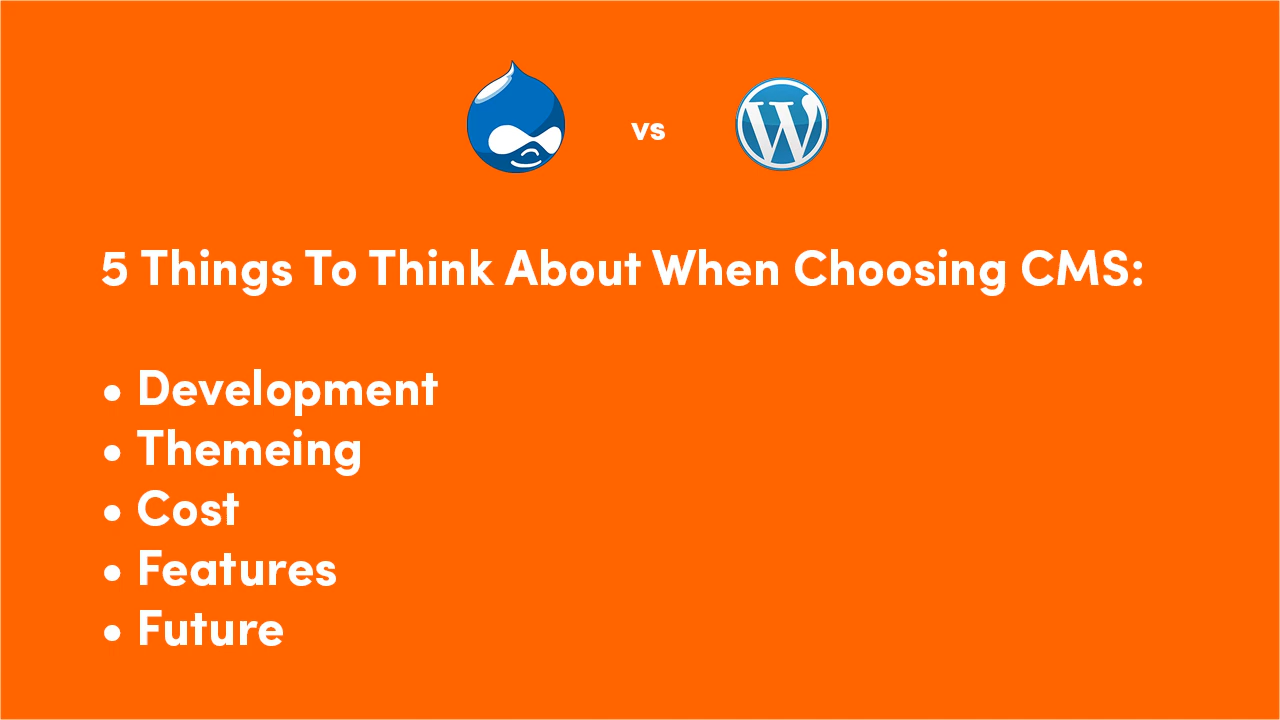 vs
5 Things To Think About When Choosing CMS:
• Development
• Themeing
• Cost
• Features
• Future